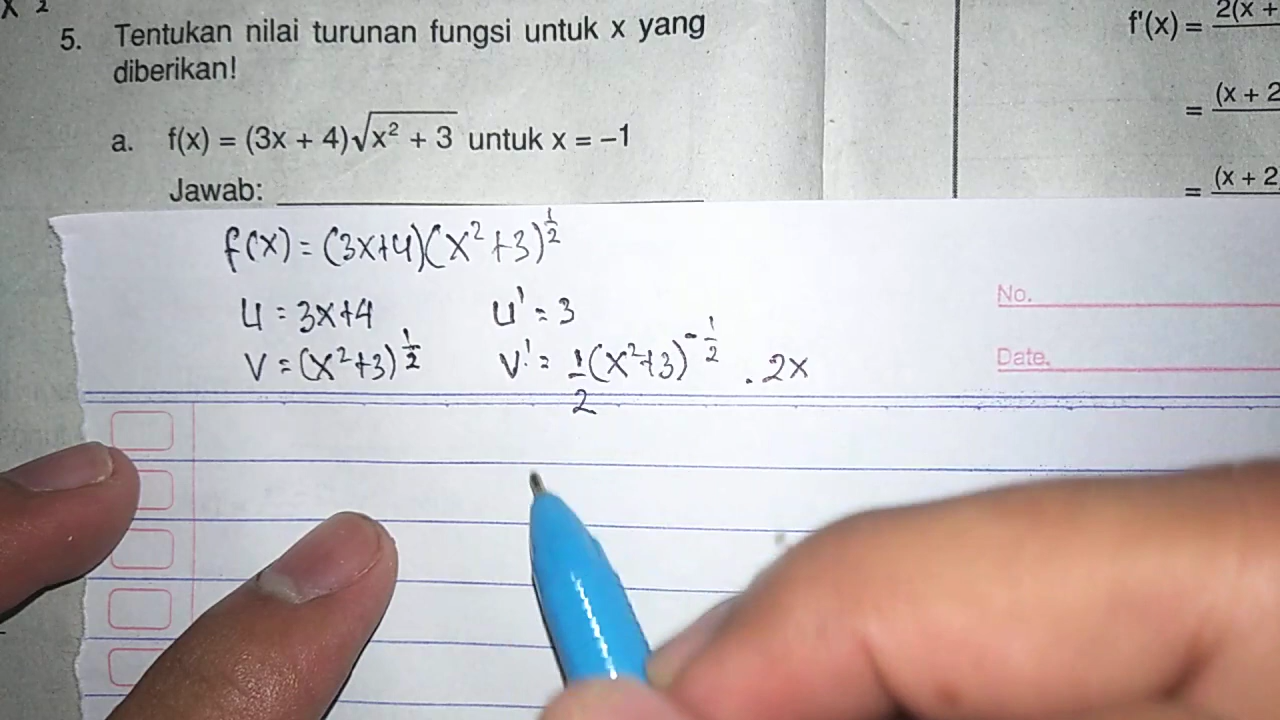 x 2
5. Tentukan nilai turunan fungsi untuk x yang
diberikan!
a. f(x) = (3x + 4)√(x² + 3) untuk x = −1
Jawab:
f'(x) = 2(x +
= (x + 2
= (x + 2
f(x) = (3x+4)(x²+3)^½
u = 3x+4 u' = 3
v = (x²+3)^½ v' = ½(x²+3)^-½ . 2x
No.
Date.